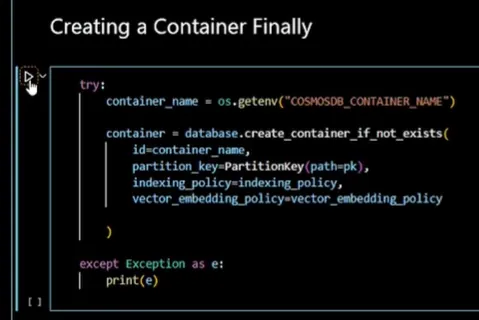 Creating a Container Finally
try:
container_name = os.getenv("COSMOSDB_CONTAINER_NAME")
container = database.create_container_if_not_exists(
id=container_name,
partition_key=PartitionKey(path=pk),
indexing_policy=indexing_policy,
vector_embedding_policy=vector_embedding_policy
)
except Exception as e:
print(e)
[ ]